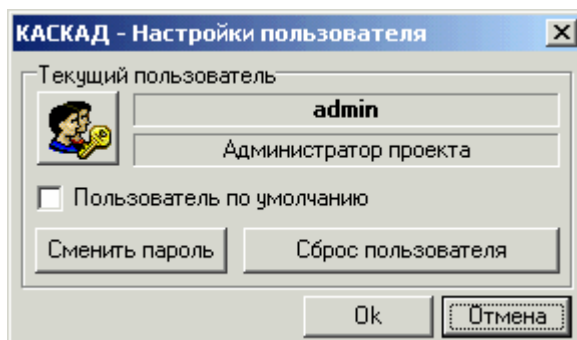 КАСКАД - Настройки пользователя
Текущий пользователь
admin
Администратор проекта
Пользователь по умолчанию
Сменить пароль
Сброс пользователя
Ok
Отмена